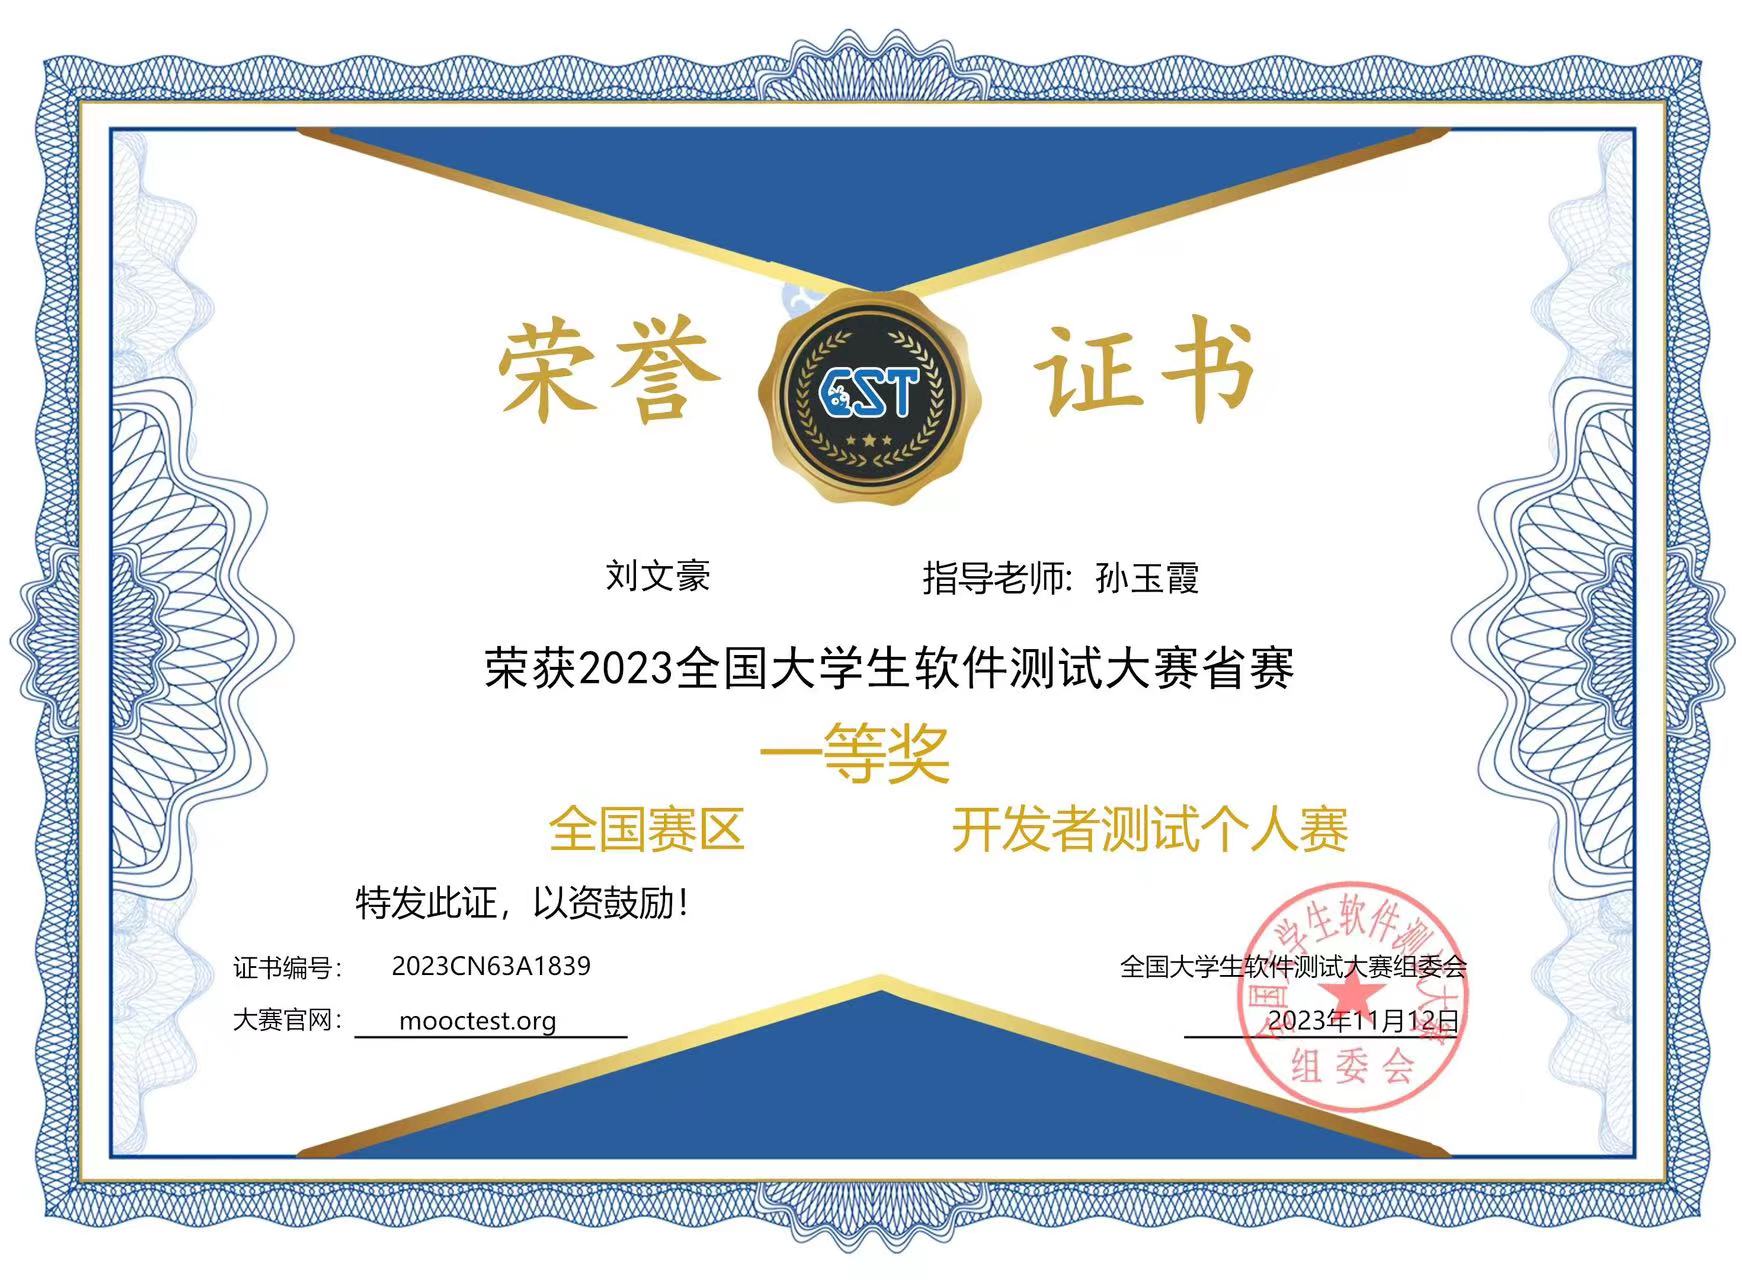 荣誉 证书
CST
刘文豪 指导老师: 孙玉霞
荣获2023全国大学生软件测试大赛省赛
一等奖
全国赛区 开发者测试个人赛
特发此证，以资鼓励！
证书编号： 2023CN63A1839
大赛官网： mooctest.org
全国大学生软件测试大赛组委会
2023年11月12日
全国大学生软件测试大赛
组委会